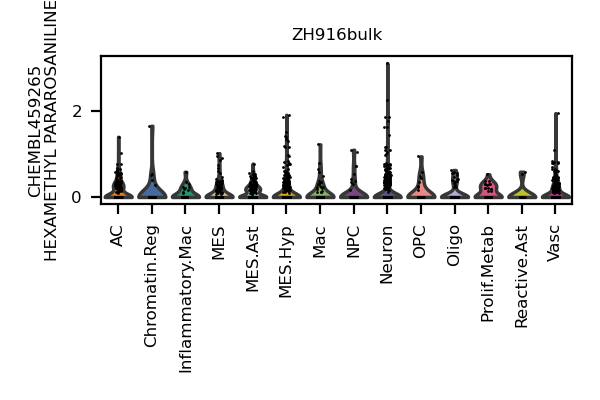 ZH916bulk
CHEMBL459265
HEXAMETHYL PARAROSANILINE
2
0
AC
Chromatin.Reg
Inflammatory.Mac
MES
MES.Ast
MES.Hyp
Mac
NPC
Neuron
OPC
Oligo
Prolif.Metab
Reactive.Ast
Vasc